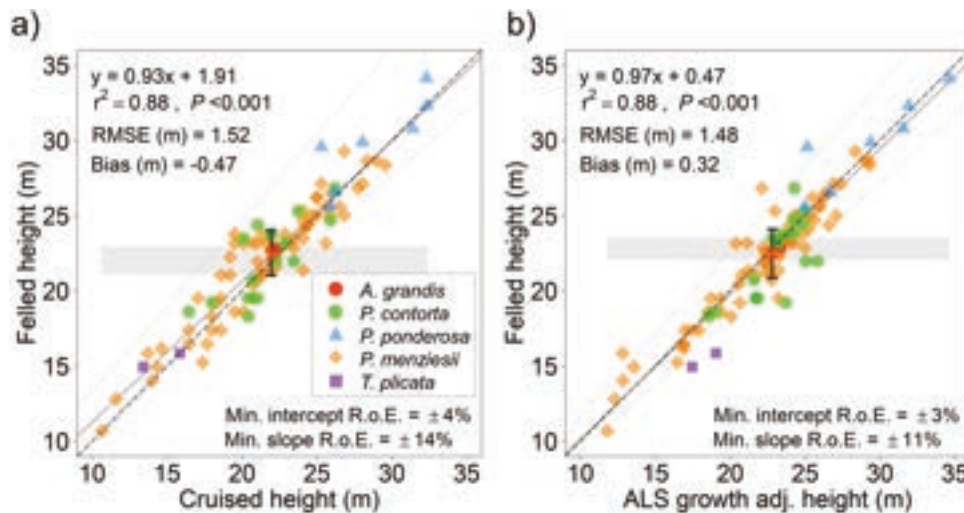 a)
y = 0.93x + 1.91
r² = 0.88 , P <0.001
RMSE (m) = 1.52
Bias (m) = -0.47
A. grandis
P. contorta
P. ponderosa
P. menziesii
T. plicata
Min. intercept R.o.E. = ±4%
Min. slope R.o.E. = ±14%
Felled height (m)
35
30
25
20
15
10
10 15 20 25 30 35
Cruised height (m)
b)
y = 0.97x + 0.47
r² = 0.88 , P <0.001
RMSE (m) = 1.48
Bias (m) = 0.32
Min. intercept R.o.E. = ±3%
Min. slope R.o.E. = ±11%
Felled height (m)
35
30
25
20
15
10
10 15 20 25 30 35
ALS growth adj. height (m)